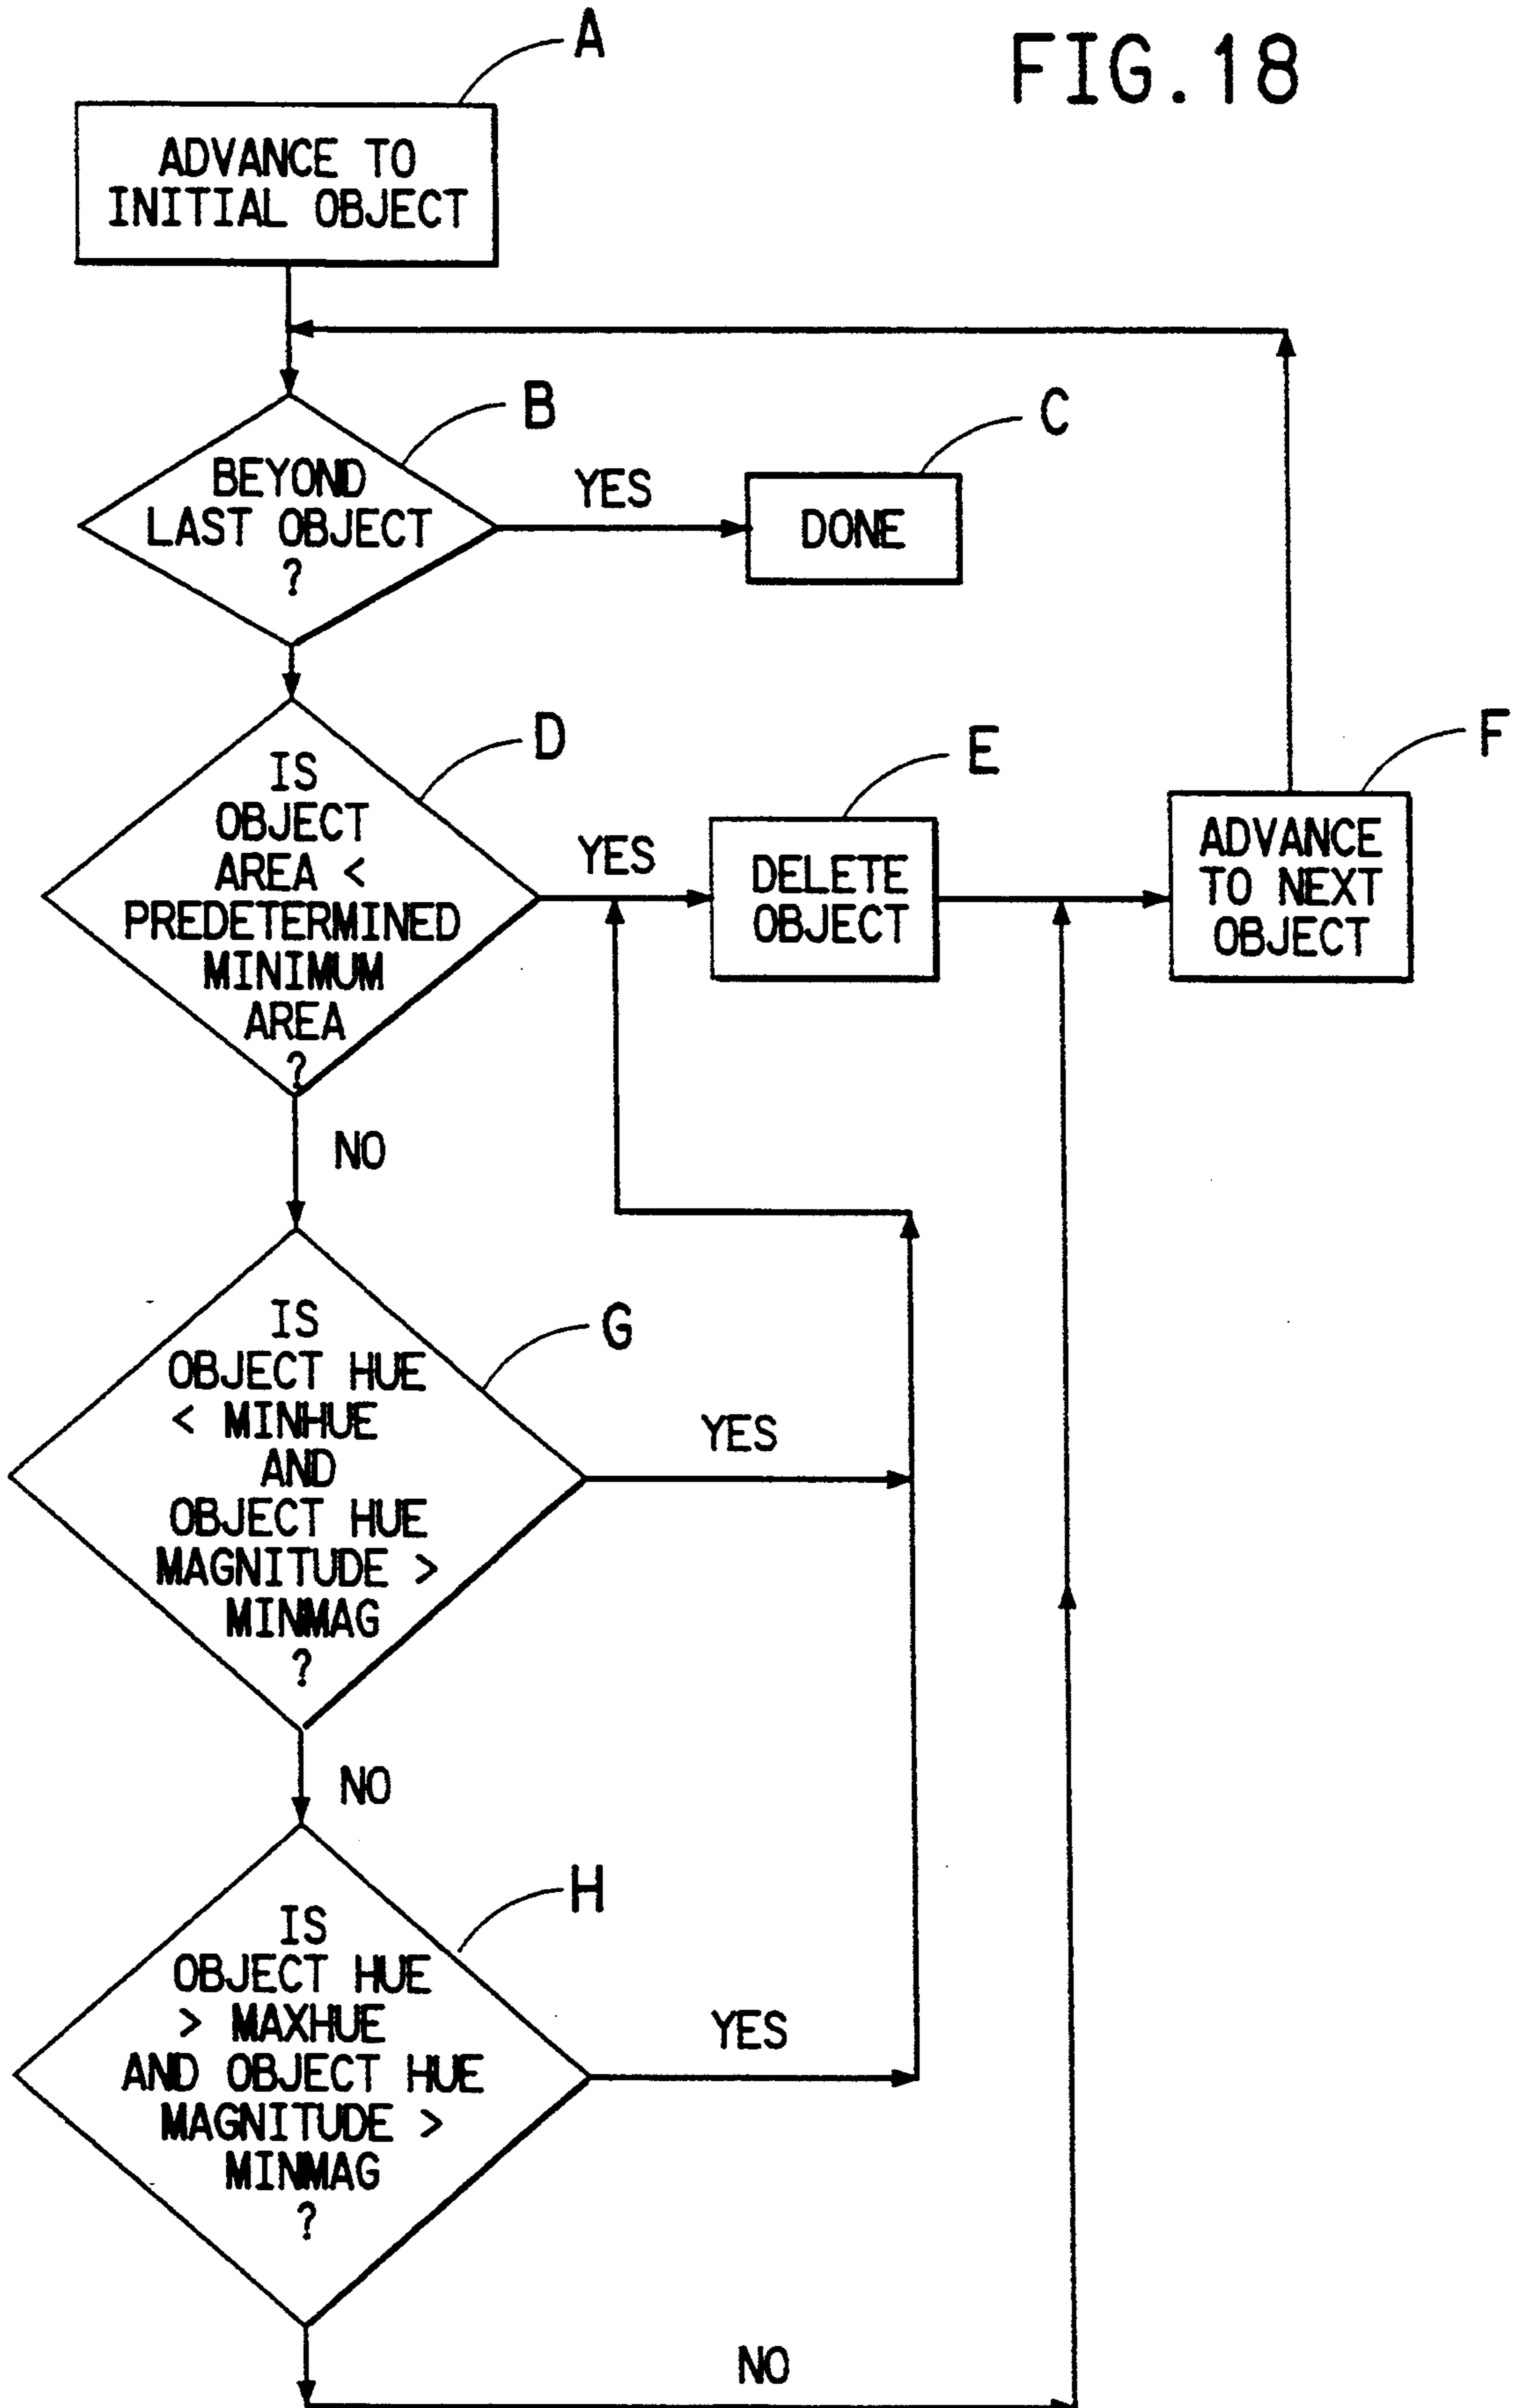 FIG.18
A
ADVANCE TO
INITIAL OBJECT
B
BEYOND
LAST OBJECT
?
YES
C
DONE
D
IS
OBJECT
AREA <
PREDETERMINED
MINIMUM
AREA
?
YES
E
DELETE
OBJECT
F
ADVANCE
TO NEXT
OBJECT
NO
G
IS
OBJECT HUE
< MINHUE
AND
OBJECT HUE
MAGNITUDE >
MINMAG
?
YES
NO
H
IS
OBJECT HUE
> MAXHUE
AND OBJECT HUE
MAGNITUDE >
MINMAG
?
YES
NO